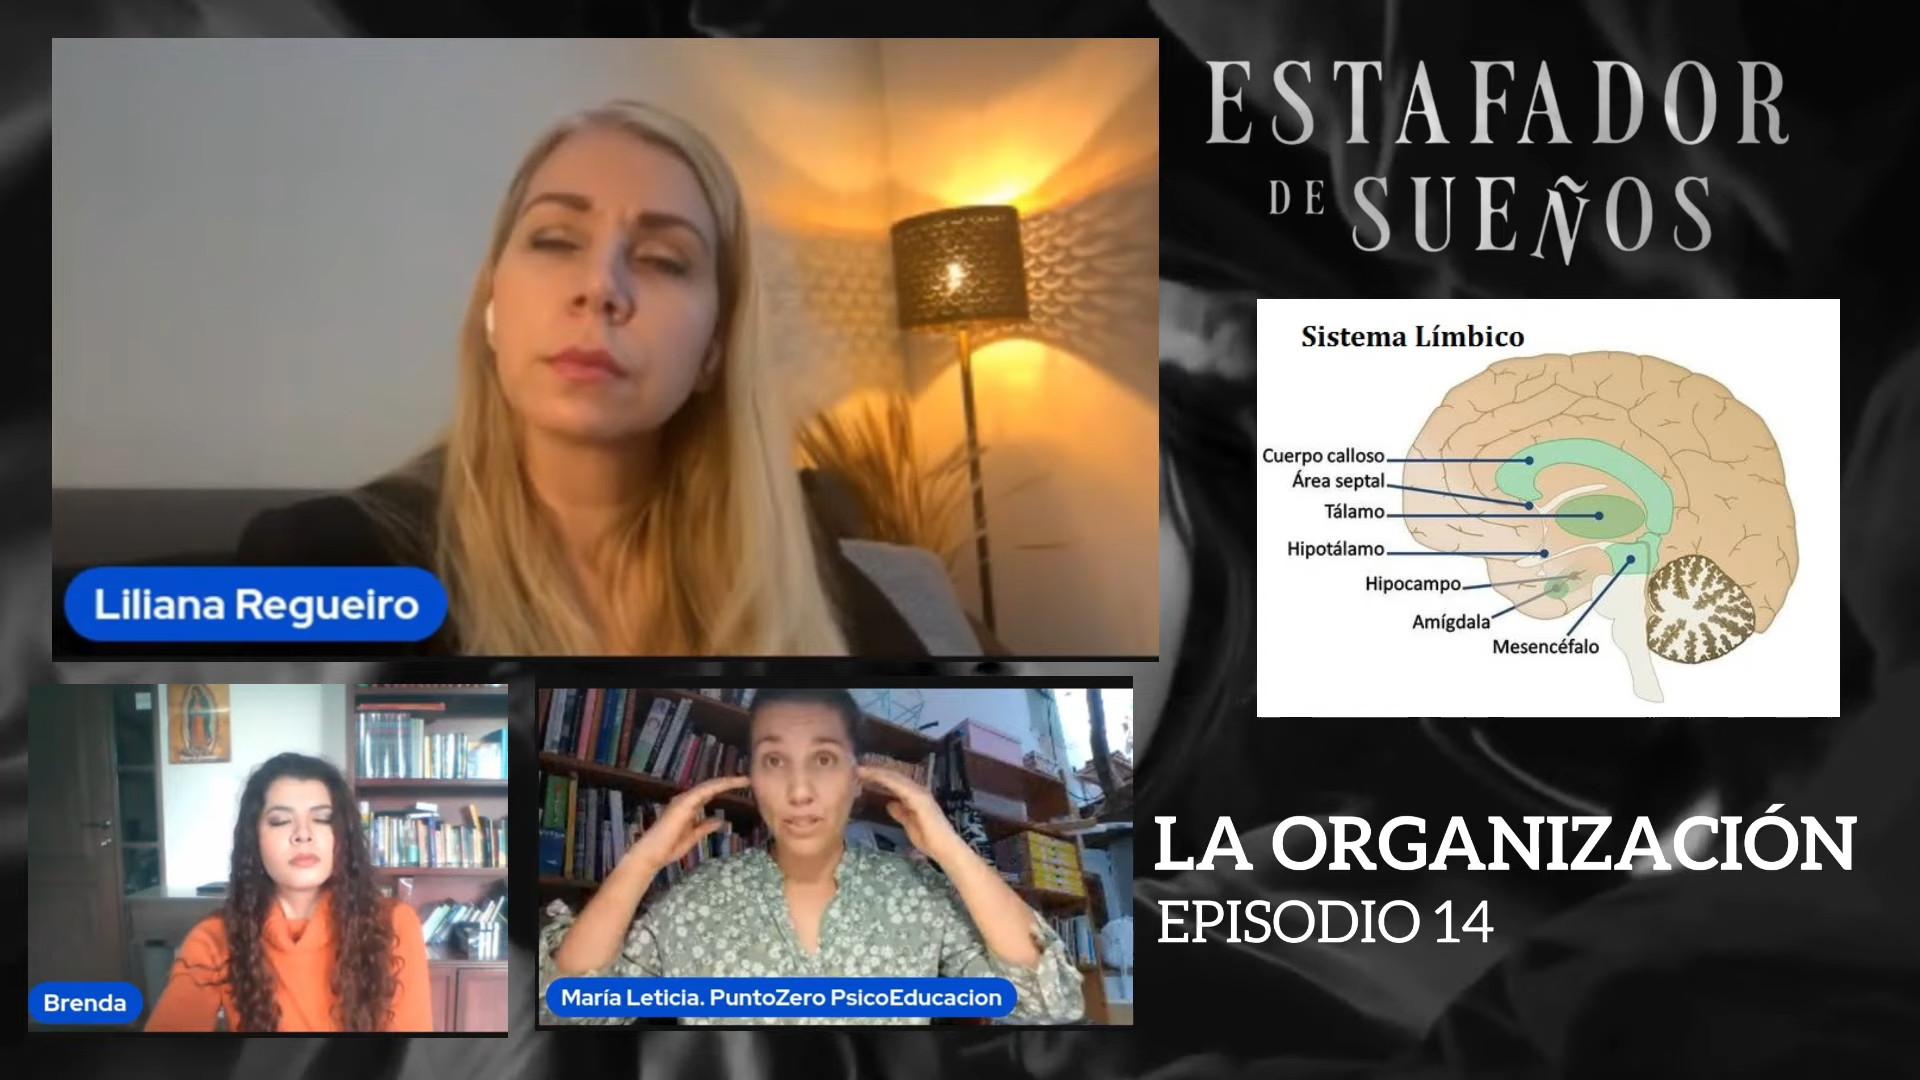 ESTAFADOR
DE SUEÑOS
Sistema Límbico
Cuerpo calloso
Área septal
Tálamo
Hipotálamo
Hipocampo
Amígdala
Mesencéfalo
Liliana Regueiro
Brenda
María Leticia. PuntoZero PsicoEducacion
LA ORGANIZACIÓN
EPISODIO 14